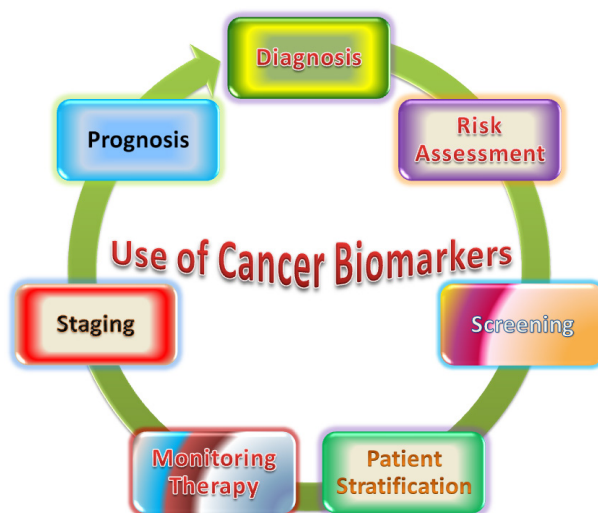 Diagnosis
Risk
Assessment
Screening
Patient
Stratification
Monitoring
Therapy
Staging
Prognosis
Use of Cancer Biomarkers